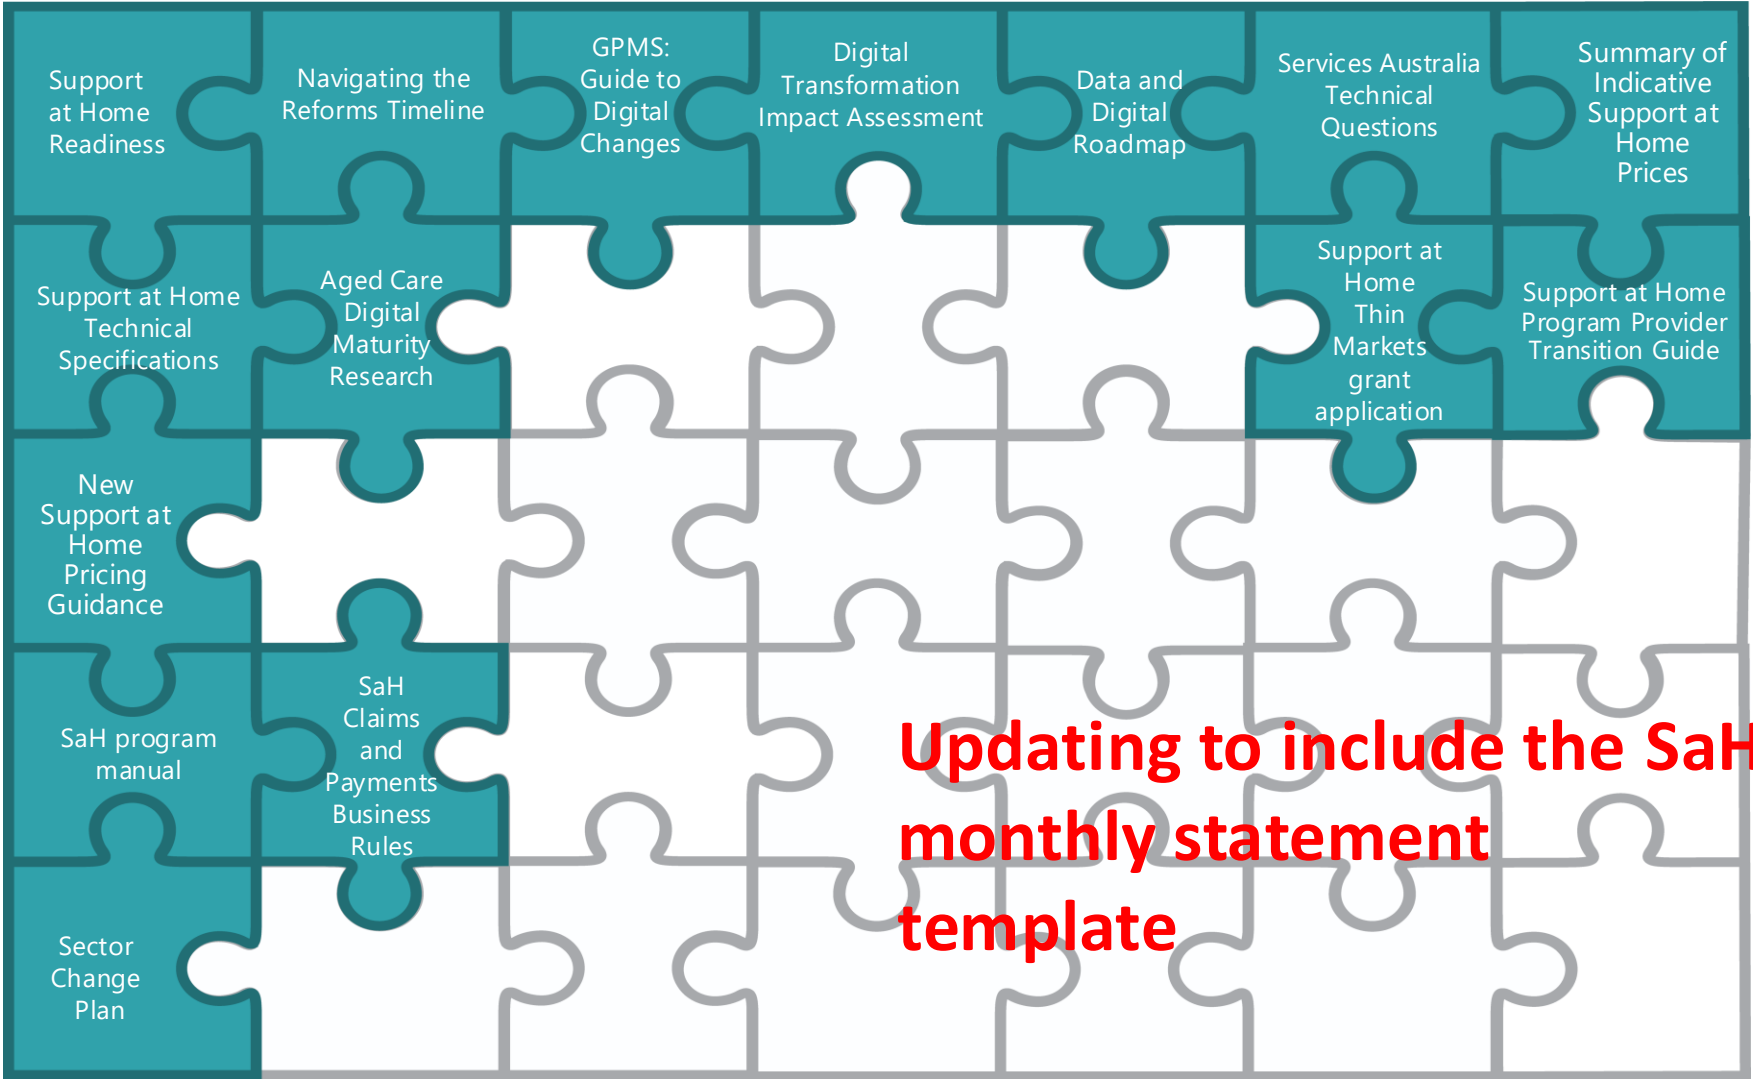 Support
at Home
Readiness
Navigating the
Reforms Timeline
GPMS:
Guide to
Digital
Changes
Digital
Transformation
Impact Assessment
Data and
Digital
Roadmap
Services Australia
Technical
Questions
Summary of
Indicative
Support at
Home
Prices
Support at Home
Technical
Specifications
Aged Care
Digital
Maturity
Research
Support at
Home
Thin
Markets
grant
application
Support at Home
Program Provider
Transition Guide
New
Support at
Home
Pricing
Guidance
SaH program
manual
SaH
Claims
and
Payments
Business
Rules
Updating to include the SaH
monthly statement
template
Sector
Change
Plan